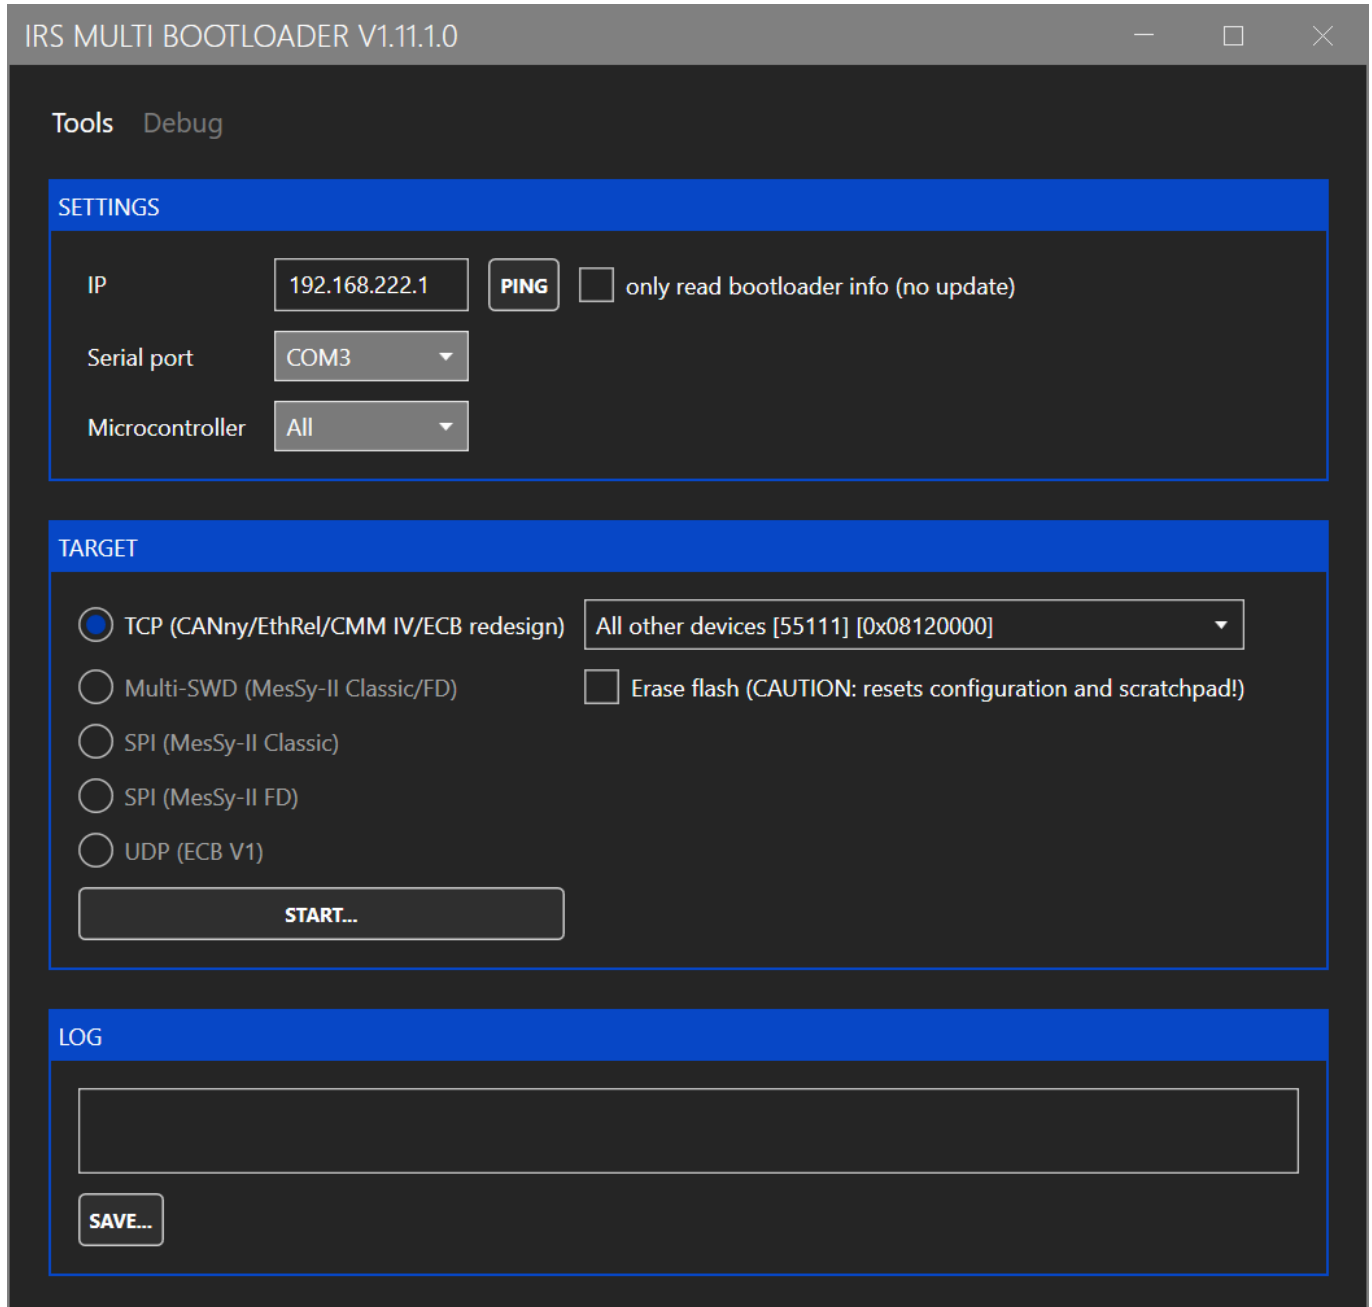 IRS MULTI BOOTLOADER V1.11.1.0
Tools Debug
SETTINGS
IP 192.168.222.1 PING only read bootloader info (no update)
Serial port COM3
Microcontroller All
TARGET
TCP (CANny/EthRel/CMM IV/ECB redesign) All other devices [55111] [0x08120000]
Multi-SWD (MesSy-II Classic/FD) Erase flash (CAUTION: resets configuration and scratchpad!)
SPI (MesSy-II Classic)
SPI (MesSy-II FD)
UDP (ECB V1)
START...
LOG
SAVE...